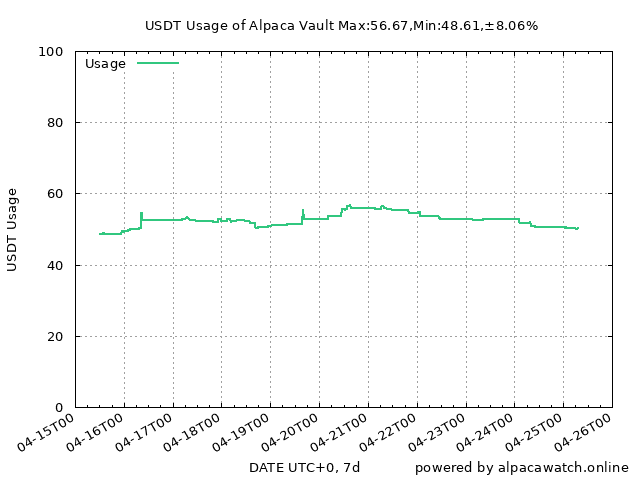 USDT Usage of Alpaca Vault Max:56.67,Min:48.61,±8.06%
100
Usage
80
60
USDT Usage
40
20
0
04-15T00
04-16T00
04-17T00
04-18T00
04-19T00
04-20T00
04-21T00
04-22T00
04-23T00
04-24T00
04-25T00
04-26T00
DATE UTC+0, 7d
powered by alpacawatch.online